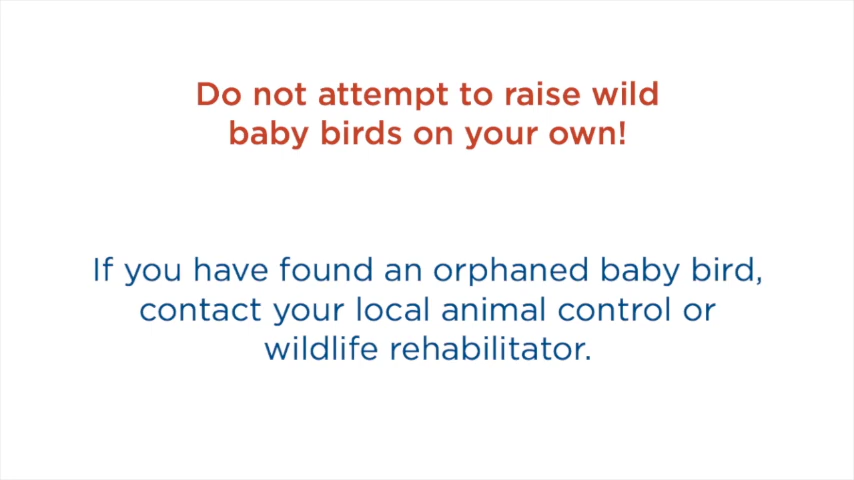 Do not attempt to raise wild
baby birds on your own!
If you have found an orphaned baby bird,
contact your local animal control or
wildlife rehabilitator.